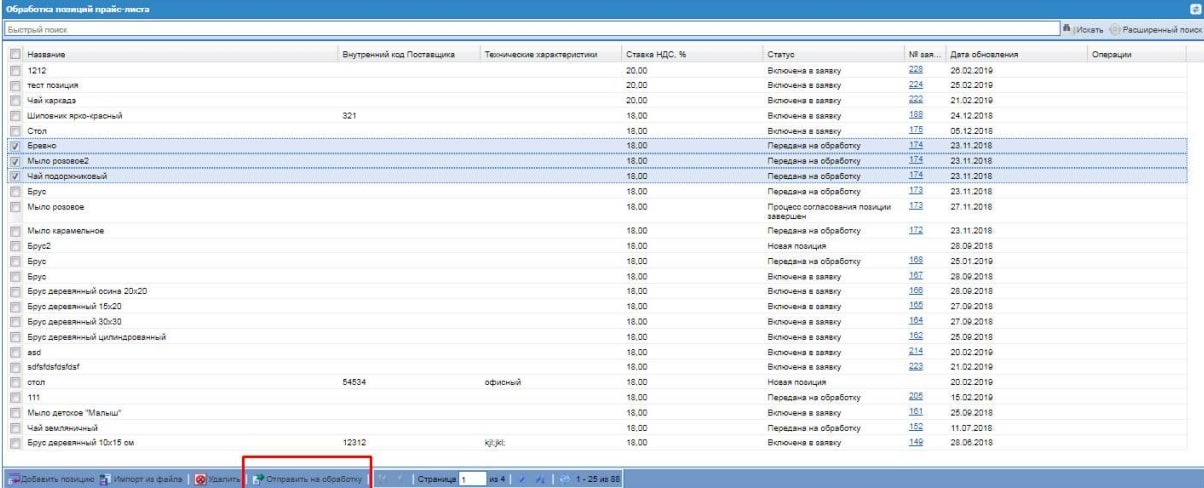 Обработка позиций прайс-листа
Быстрый поиск Искать Расширенный поиск
Название Внутренний код Поставщика Технические характеристики Ставка НДС, % Статус № зая... Дата обновления Операции
1212 20,00 Включена в заявку 228 26.02.2019
тест позиция 20,00 Включена в заявку 224 25.02.2019
Чай каркадэ 20,00 Включена в заявку 222 21.02.2019
Шиповник ярко-красный 321 18,00 Включена в заявку 188 24.12.2018
Стол 18,00 Включена в заявку 175 05.12.2018
Бревно 18,00 Передана на обработку 174 23.11.2018
Мыло розовое2 18,00 Передана на обработку 174 23.11.2018
Чай подорожниковый 18,00 Передана на обработку 174 23.11.2018
Брус 18,00 Передана на обработку 173 23.11.2018
Мыло розовое 18,00 Процесс согласования позиции 173 27.11.2018
завершен
Мыло карамельное 18,00 Передана на обработку 172 23.11.2018
Брус2 18,00 Новая позиция 28.09.2018
Брус 18,00 Передана на обработку 168 25.01.2019
Брус 18,00 Включена в заявку 167 28.09.2018
Брус деревянный осина 20х20 18,00 Включена в заявку 166 28.09.2018
Брус деревянный 15х20 18,00 Включена в заявку 165 27.09.2018
Брус деревянный 30х30 18,00 Включена в заявку 164 27.09.2018
Брус деревянный цилиндрованный 18,00 Включена в заявку 162 25.09.2018
asd 18,00 Включена в заявку 214 20.02.2019
sdfsfdsfdsfdsf 18,00 Включена в заявку 223 21.02.2019
стол 54534 офисный 18,00 Новая позиция 20.02.2019
111 18,00 Передана на обработку 205 15.02.2019
Мыло детское "Малыш" 18,00 Включена в заявку 161 25.09.2018
Чай земляничный 18,00 Передана на обработку 152 11.07.2018
Брус деревянный 10х15 см 12312 kjl;jkl; 18,00 Включена в заявку 149 28.06.2018
Добавить позицию Импорт из файла Удалить Отправить на обработку Страница 1 из 4 1 - 25 из 88